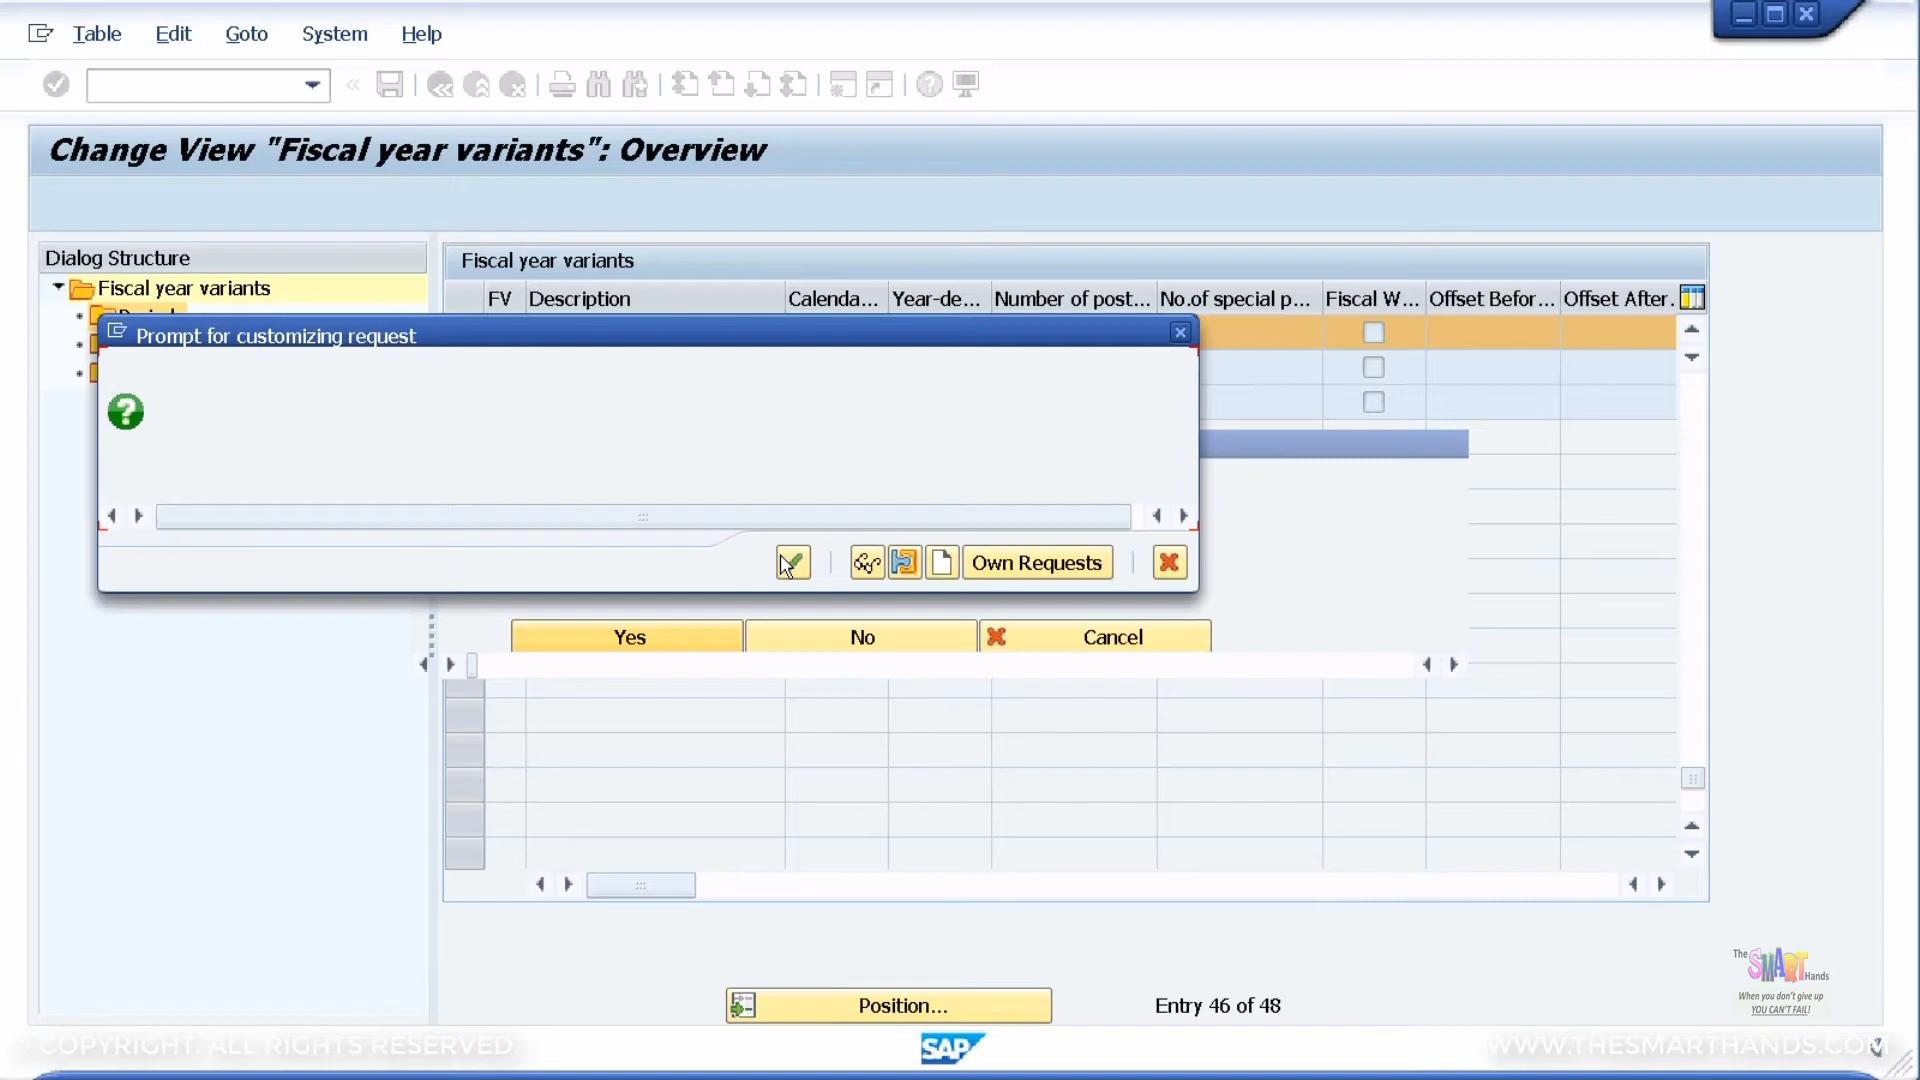 Table Edit Goto System Help
Change View "Fiscal year variants": Overview
Dialog Structure
Fiscal year variants
Fiscal year variants
FV Description Calenda... Year-de... Number of post... No.of special p... Fiscal W... Offset Befor... Offset After.
Prompt for customizing request
Own Requests
Yes No Cancel
Position... Entry 46 of 48
The SMART Hands
When you don't give up
YOU CAN'T FAIL!
© COPYRIGHT. ALL RIGHTS RESERVED.
SAP
WWW.THESMARTHANDS.COM